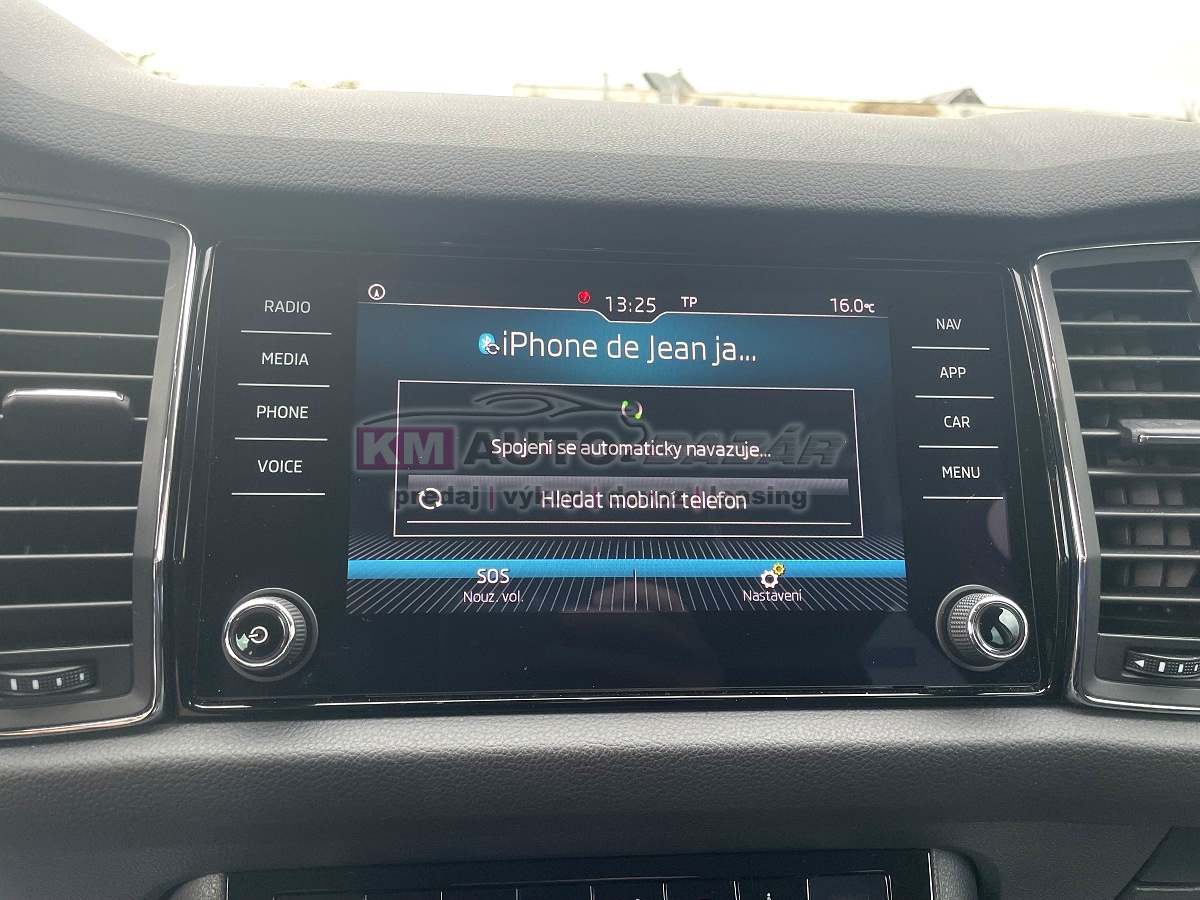 RADIO
MEDIA
PHONE
VOICE
13:25 TP 16.0°C
iPhone de Jean ja...
Spojení se automaticky navazuje...
Hledat mobilní telefon
SOS
Nouz. vol.
Nastavení
NAV
APP
CAR
MENU
KM AUTOBAZÁR
predaj | výkup | | leasing